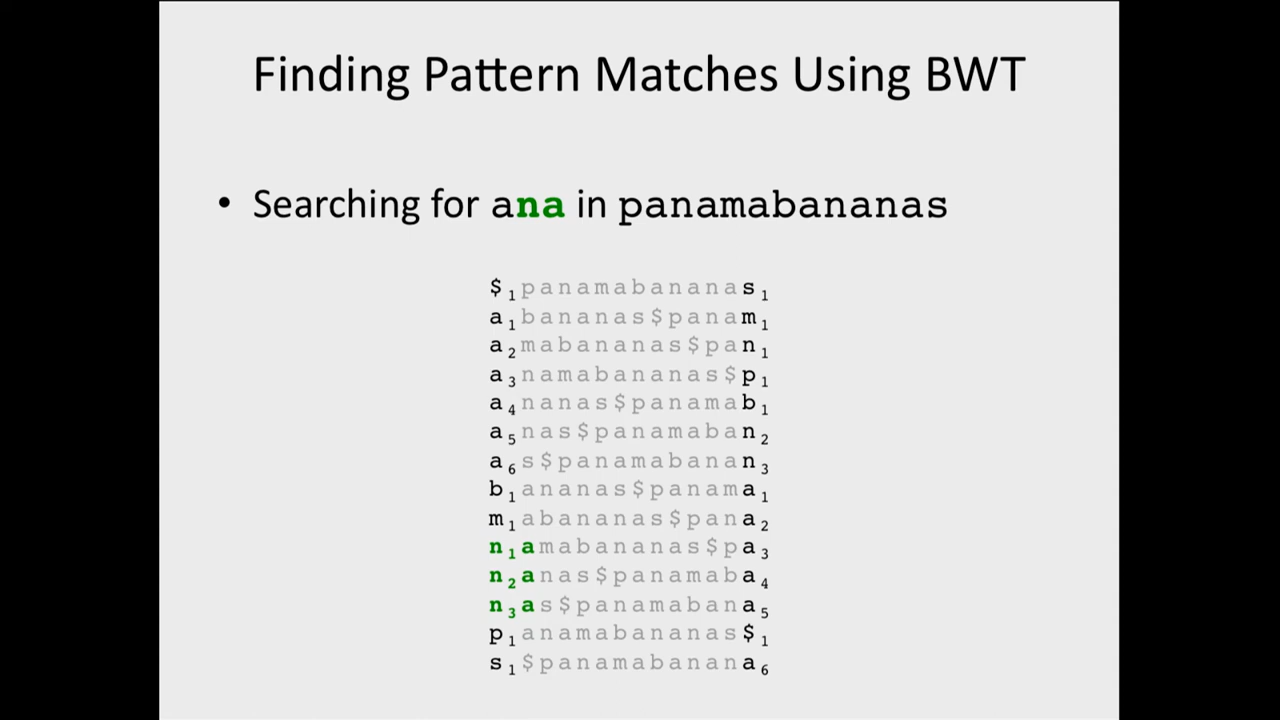 Finding Pattern Matches Using BWT
• Searching for ana in panamabananas
$1panamabananas1
a1bananas$panam1
a2mabananas$pan1
a3namabananas$p1
a4nanas$panamab1
a5nas$panamaban2
a6s$panamabanan3
b1ananas$panama1
m1abananas$pana2
n1amabananas$pa3
n2anas$panamaba4
n3as$panamabana5
p1anamabananas$1
s1$panamabanana6